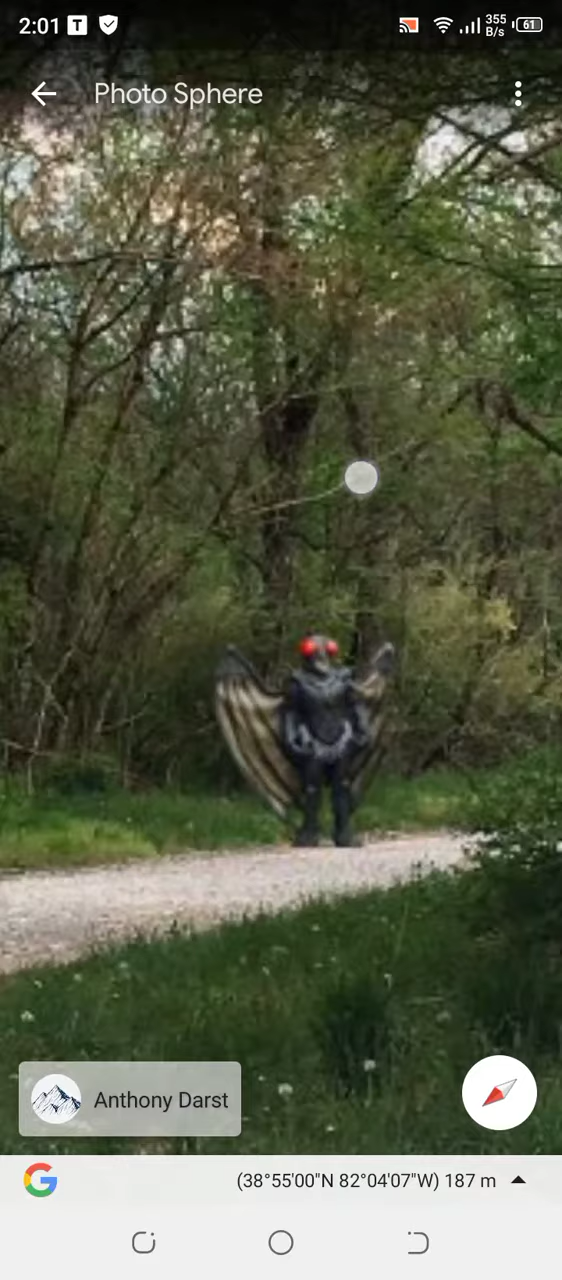 2:01 T 355 B/s 61
Photo Sphere
Anthony Darst
G (38°55'00"N 82°04'07"W) 187 m